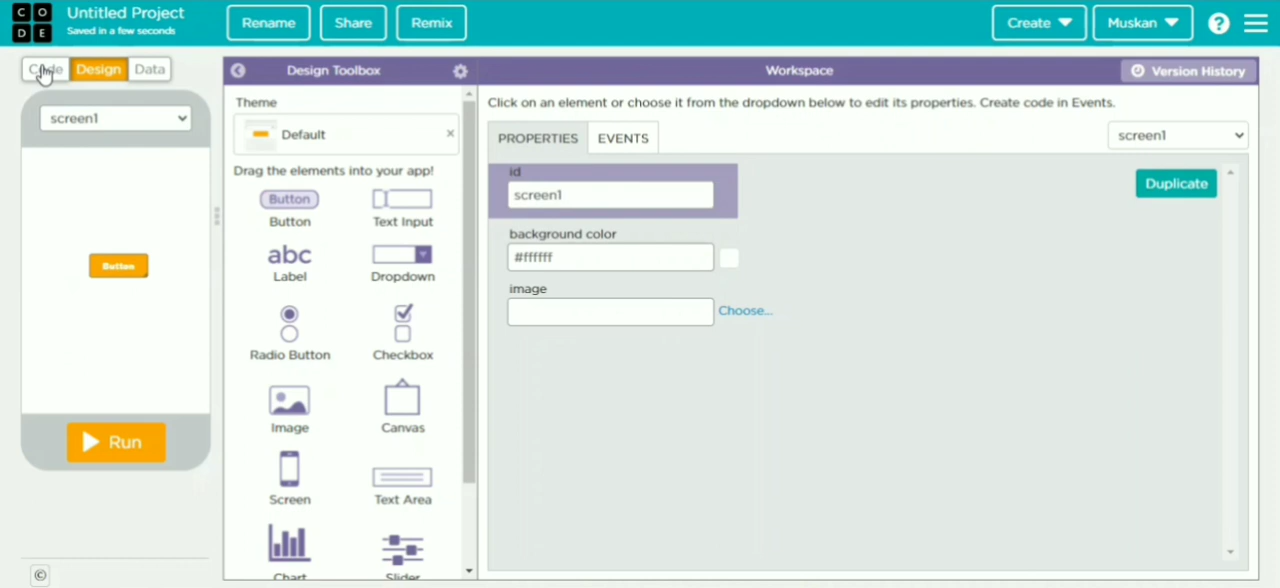 C O D E
Untitled Project
Saved in a few seconds
Rename
Share
Remix
Create
Muskan
?
Code
Design
Data
Design Toolbox
Workspace
Version History
screen1
Theme
Default
Drag the elements into your app!
Button
Button
Text Input
abc
Label
Dropdown
Radio Button
Checkbox
Image
Canvas
Screen
Text Area
Chart
Slider
Click on an element or choose it from the dropdown below to edit its properties. Create code in Events.
PROPERTIES
EVENTS
screen1
id
screen1
Duplicate
background color
#ffffff
image
Choose...
Button
Run
©